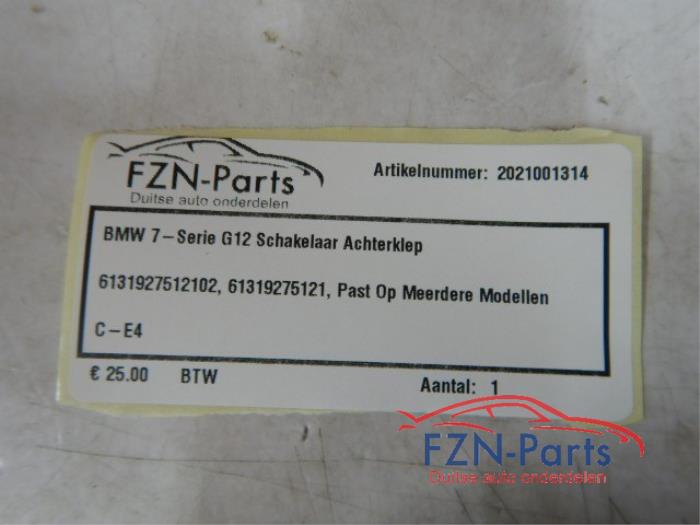 FZN-Parts
Duitse auto onderdelen
Artikelnummer: 2021001314
BMW 7-Serie G12 Schakelaar Achterklep
6131927512102, 61319275121, Past Op Meerdere Modellen
C-E4
€ 25.00 BTW
Aantal: 1
FZN-Parts
Duitse auto onderdelen